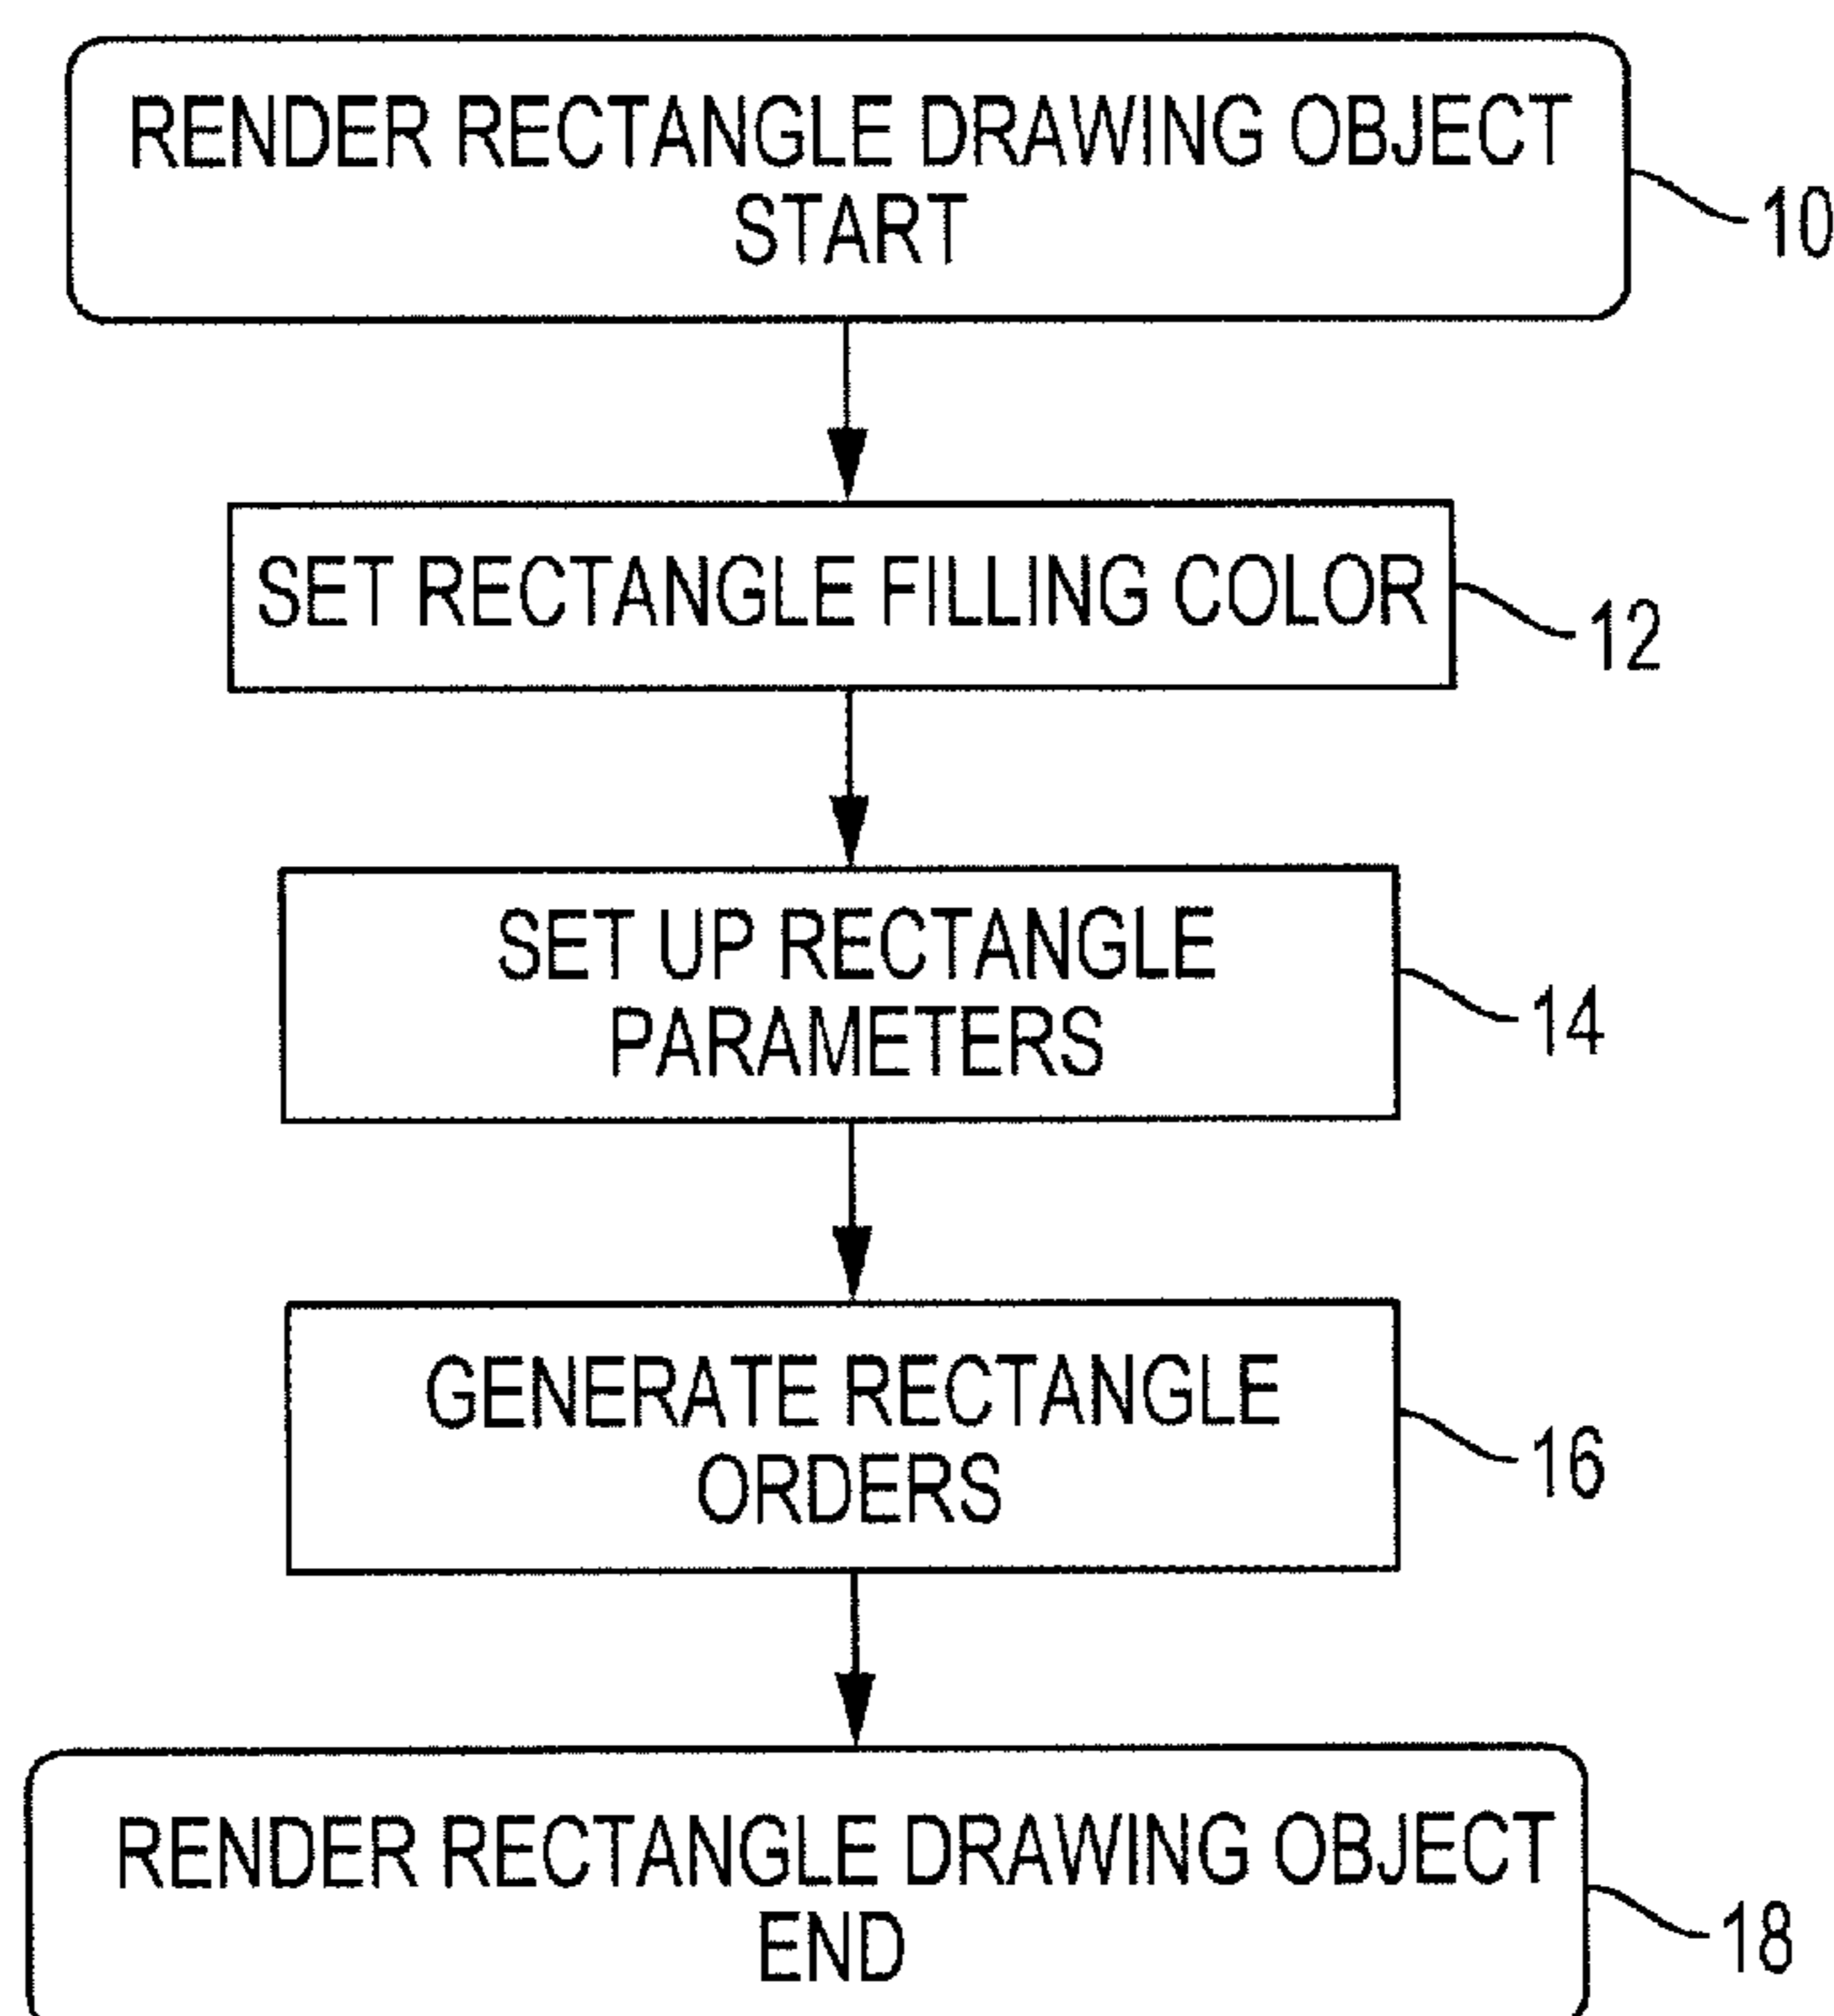 RENDER RECTANGLE DRAWING OBJECT
START
10
SET RECTANGLE FILLING COLOR
12
SET UP RECTANGLE
PARAMETERS
14
GENERATE RECTANGLE
ORDERS
16
RENDER RECTANGLE DRAWING OBJECT
END
18